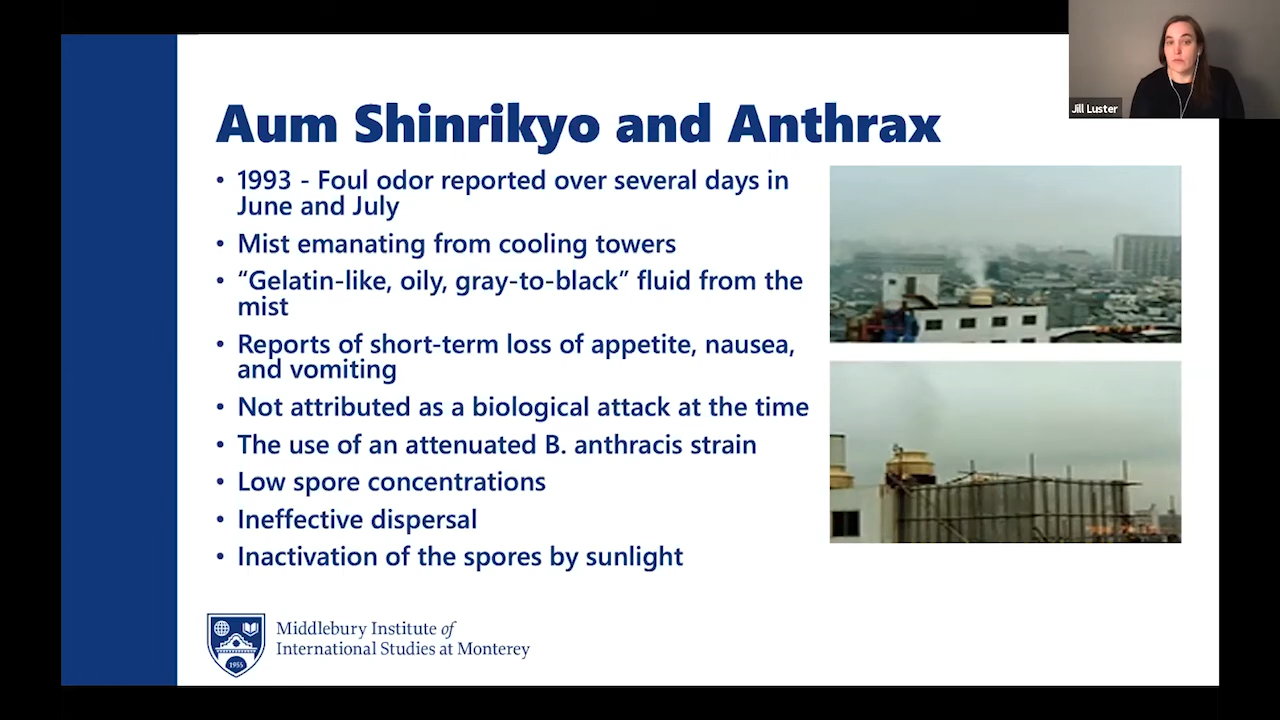 Jill Luster
Aum Shinrikyo and Anthrax
• 1993 - Foul odor reported over several days in
June and July
• Mist emanating from cooling towers
• “Gelatin-like, oily, gray-to-black” fluid from the
mist
• Reports of short-term loss of appetite, nausea,
and vomiting
• Not attributed as a biological attack at the time
• The use of an attenuated B. anthracis strain
• Low spore concentrations
• Ineffective dispersal
• Inactivation of the spores by sunlight
1955
Middlebury Institute of
International Studies at Monterey